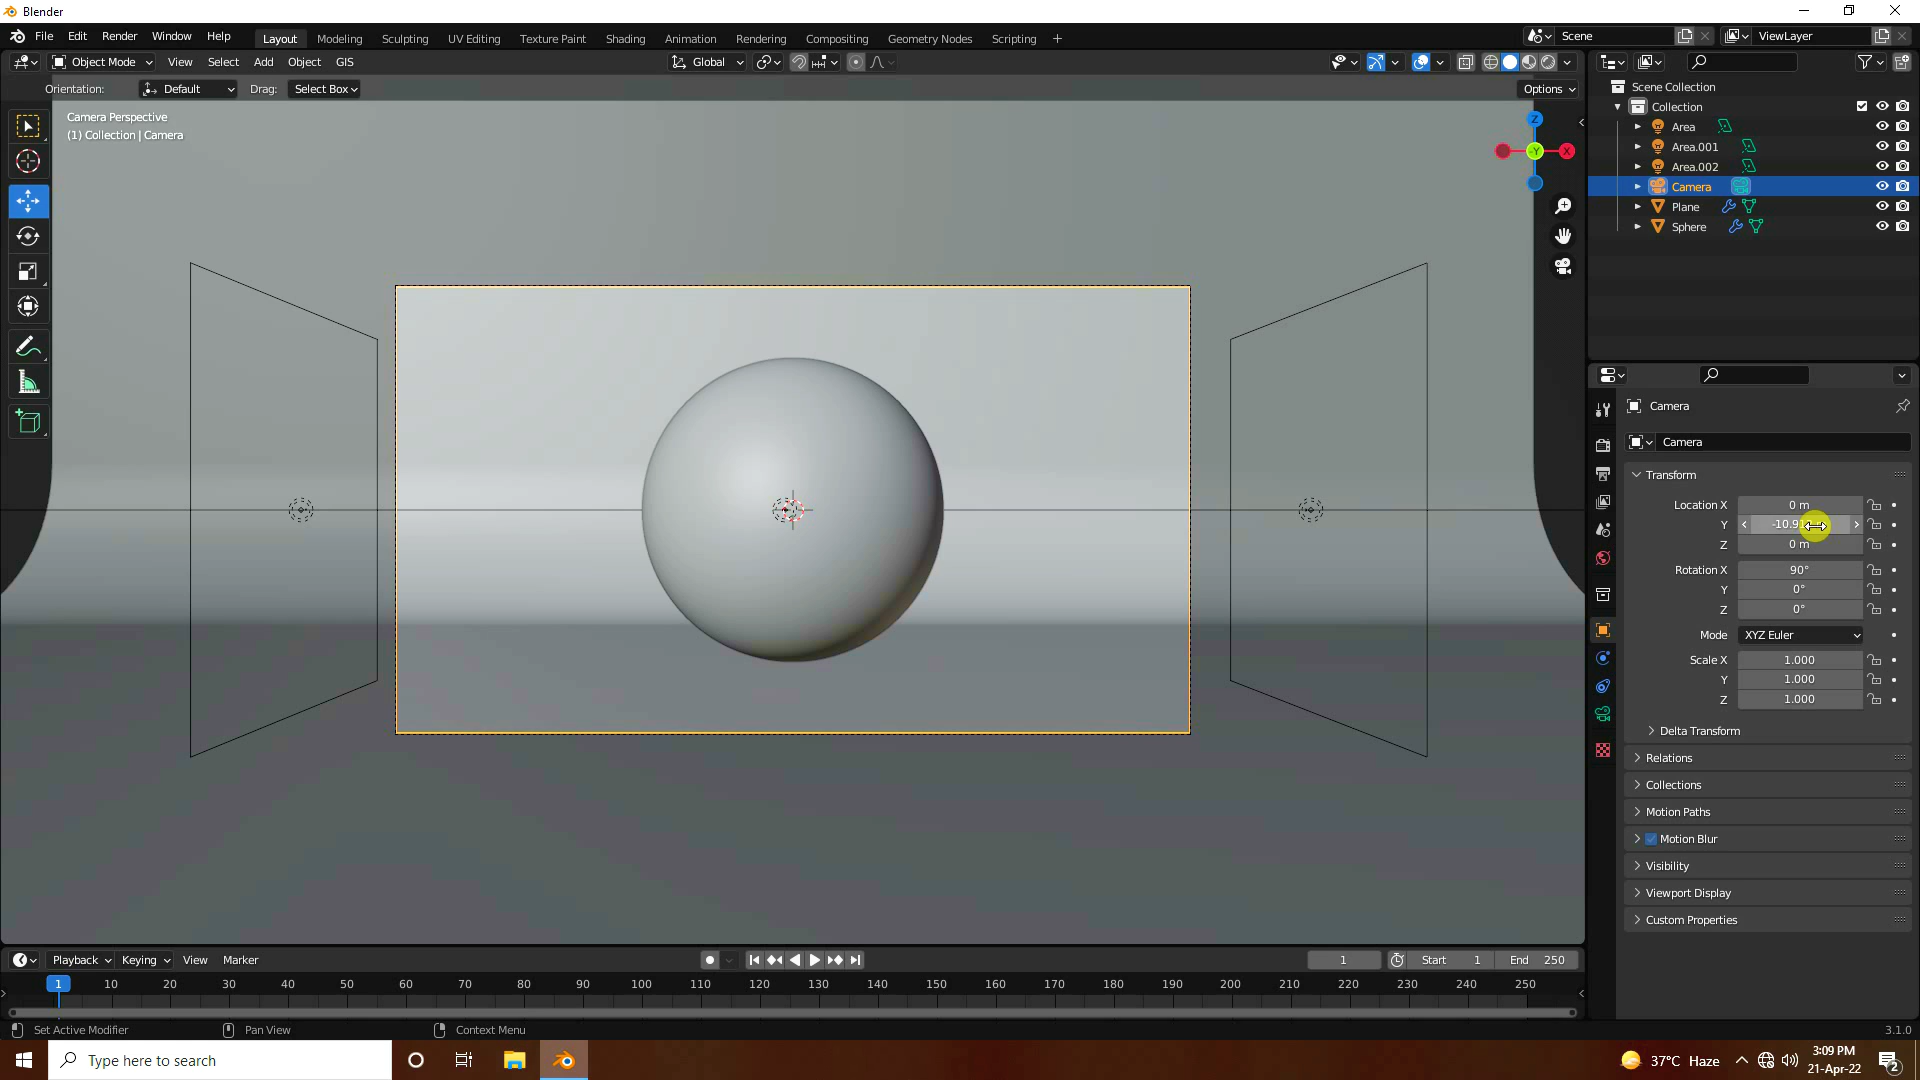 Blender
File Edit Render Window Help
Layout Modeling Sculpting UV Editing Texture Paint Shading Animation Rendering Compositing Geometry Nodes Scripting +
Scene
ViewLayer
Object Mode View Select Add Object GIS
Global
Orientation: Default Drag: Select Box
Options
Camera Perspective
(1) Collection | Camera
Z
-Y
X
Scene Collection
Collection
Area
Area.001
Area.002
Camera
Plane
Sphere
Camera
Camera
Transform
Location X 0 m
Y
Z 0 m
Rotation X 90°
Y 0°
Z 0°
Mode XYZ Euler
Scale X 1.000
Y 1.000
Z 1.000
Delta Transform
Relations
Collections
Motion Paths
Motion Blur
Visibility
Viewport Display
Custom Properties
Playback Keying View Marker
1
Start 1
End 250
1 10 20 30 40 50 60 70 80 90 100 110 120 130 140 150 160 170 180 190 200 210 220 230 240 250
Set Active Modifier
Pan View
Context Menu
3.1.0
Type here to search
37°C Haze
3:09 PM
21-Apr-22
2